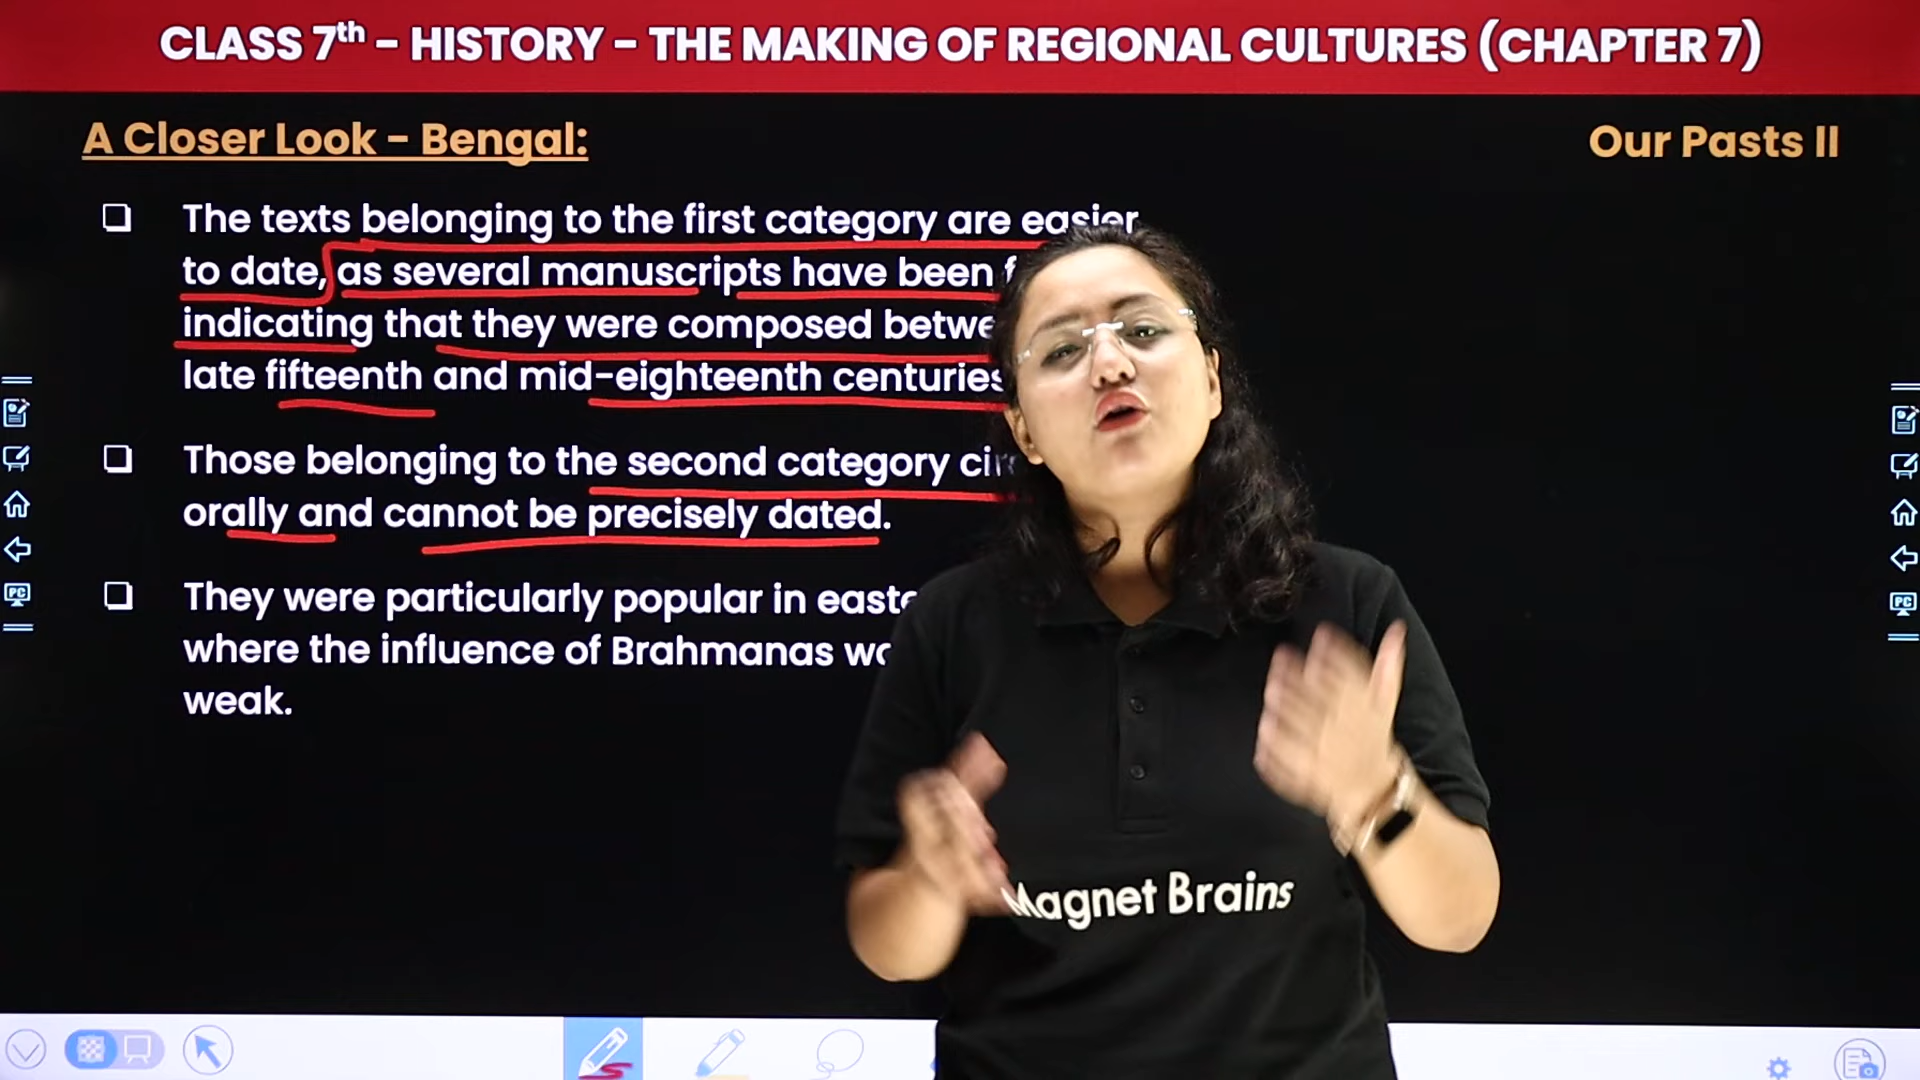 CLASS 7th - HISTORY - THE MAKING OF REGIONAL CULTURES (CHAPTER 7)
A Closer Look - Bengal:
Our Pasts II
The texts belonging to the first category are easier
to date, as several manuscripts have been
indicating that they were composed
late fifteenth and mid-eighteenth centuries
Those belonging to the second category
orally and cannot be precisely dated.
They were particularly popular in
where the influence of Brahmanas
weak.
Magnet Brains
PC
PC